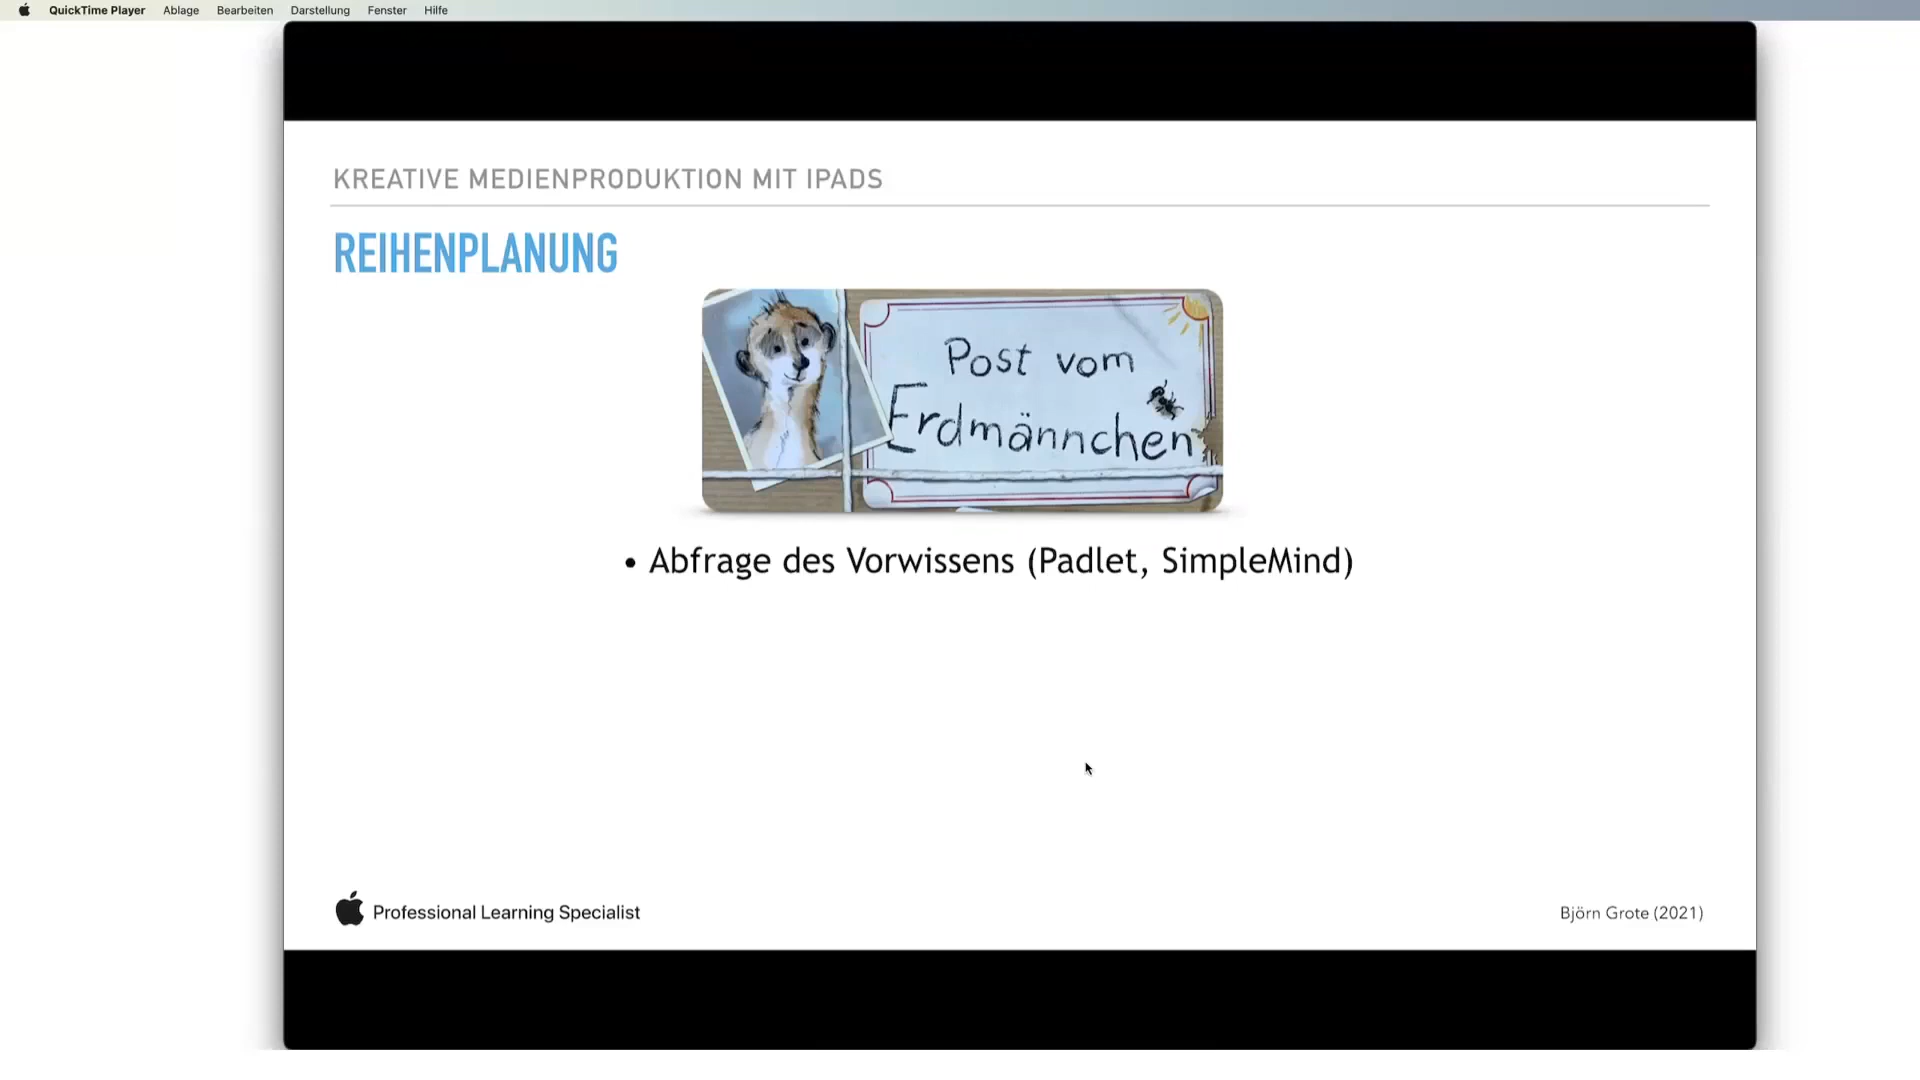 QuickTime Player Ablage Bearbeiten Darstellung Fenster Hilfe
KREATIVE MEDIENPRODUKTION MIT IPADS
REIHENPLANUNG
Post vom
Erdmännchen
• Abfrage des Vorwissens (Padlet, SimpleMind)
Professional Learning Specialist
Björn Grote (2021)